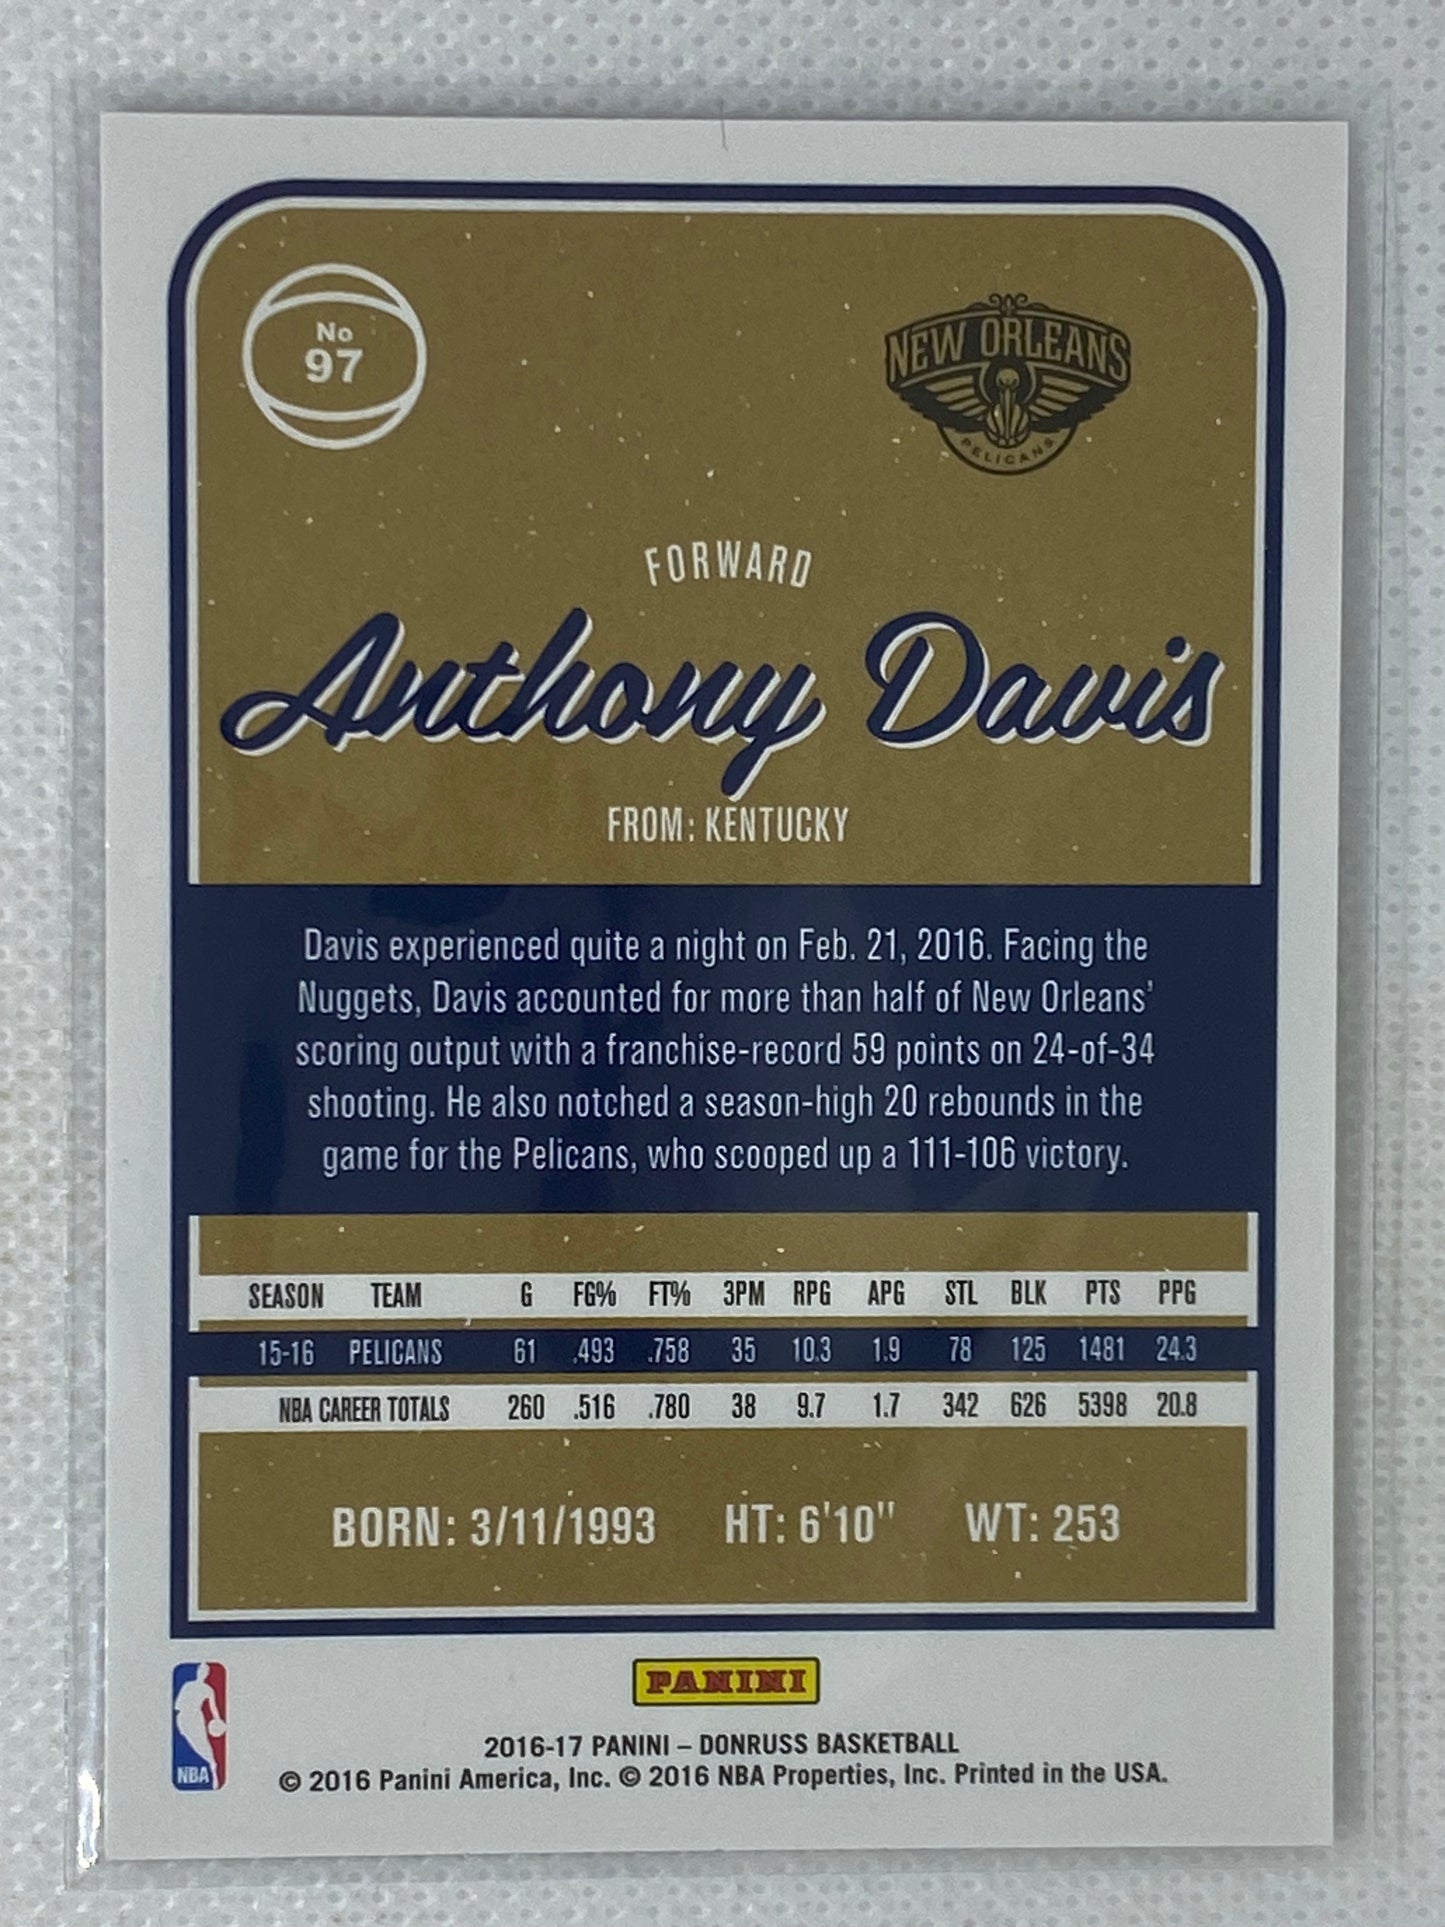 No
97
NEW ORLEANS
PELICANS
FORWARD
Anthony Davis
FROM: KENTUCKY
Davis experienced quite a night on Feb. 21, 2016. Facing the
Nuggets, Davis accounted for more than half of New Orleans'
scoring output with a franchise-record 59 points on 24-of-34
shooting. He also notched a season-high 20 rebounds in the
game for the Pelicans, who scooped up a 111-106 victory.
SEASON TEAM G FG% FT% 3PM RPG APG STL BLK PTS PPG
15-16 PELICANS 61 .493 .758 35 10.3 1.9 78 125 1481 24.3
NBA CAREER TOTALS 260 .516 .780 38 9.7 1.7 342 626 5398 20.8
BORN: 3/11/1993 HT: 6'10" WT: 253
PANINI
NBA
2016-17 PANINI – DONRUSS BASKETBALL
© 2016 Panini America, Inc. © 2016 NBA Properties, Inc. Printed in the USA.